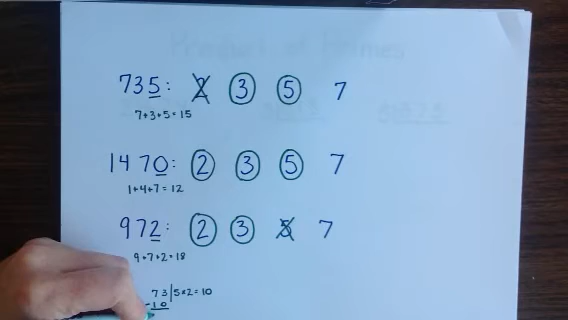 735: 2 3 5 7
7+3+5=15
1470: 2 3 5 7
1+4+7=12
972: 2 3 5 7
9+7+2=18
73|5×2=10
-10